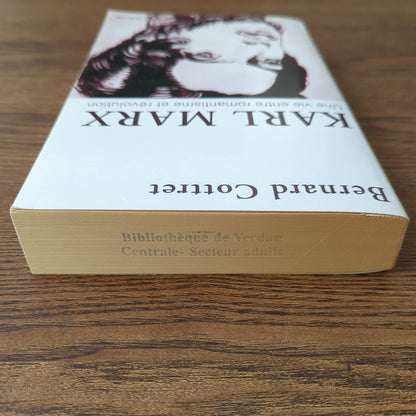 Bernard Cottret
KARL MARX
Une vie entre romantisme et révolution
Bibliothèque de Verdun
Centrale- Secteur adulte